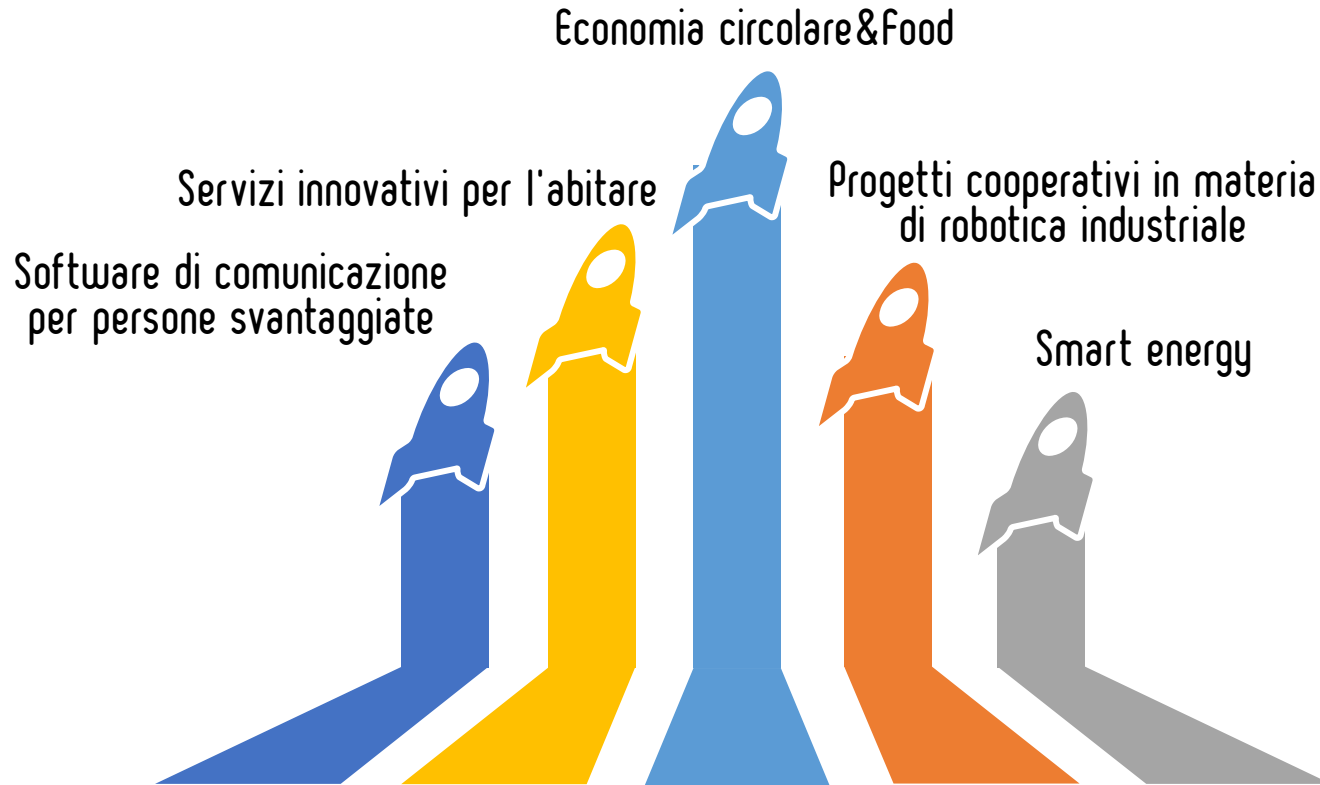 Economia circolare&Food
Servizi innovativi per l'abitare
Progetti cooperativi in materia
di robotica industriale
Software di comunicazione
per persone svantaggiate
Smart energy